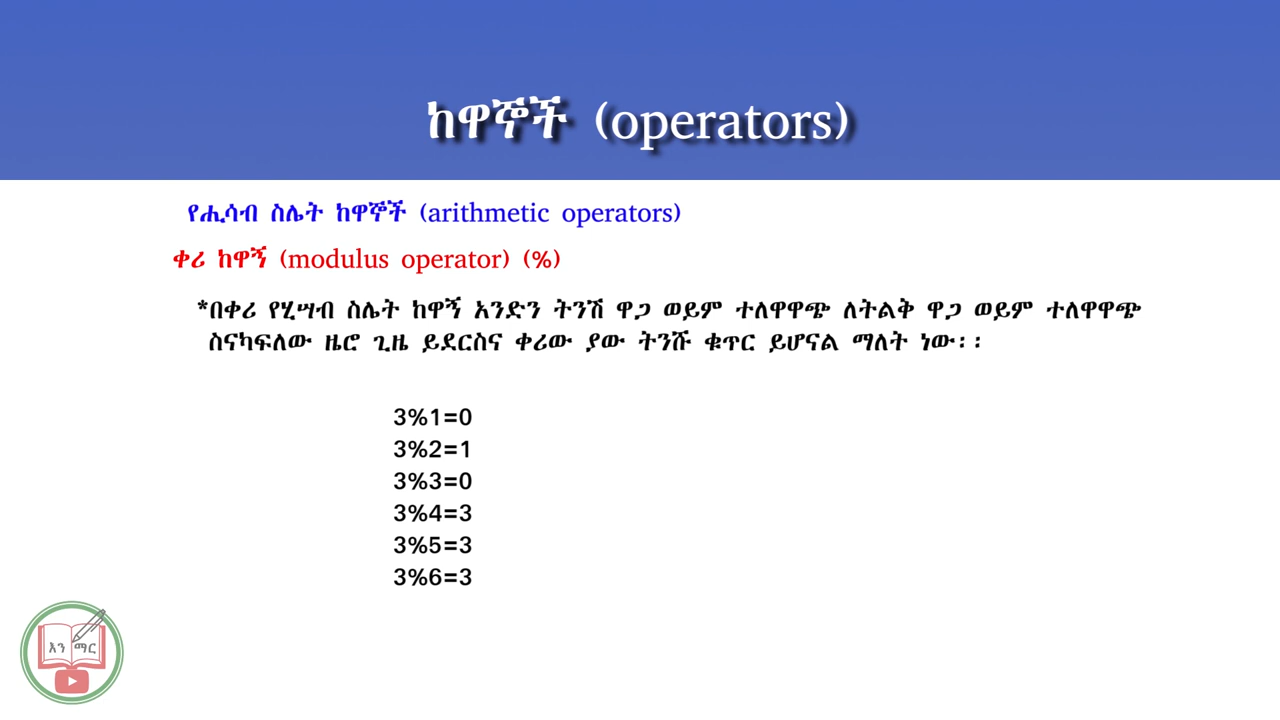 ከዋኞች (operators)
የሒሳብ ስሌት ከዋኞች (arithmetic operators)
ቀሪ ከዋኝ (modulus operator) (%)
*በቀሪ የሂሣብ ስሌት ከዋኝ አንድን ትንሽ ዋጋ ወይም ተለዋዋጭ ለትልቅ ዋጋ ወይም ተለዋዋጭ
ስናካፍለው ዜሮ ጊዜ ይደርስና ቀሪው ያው ትንሹ ቁጥር ይሆናል ማለት ነው፡፡
3%1=0
3%2=1
3%3=0
3%4=3
3%5=3
3%6=3
እን ማር